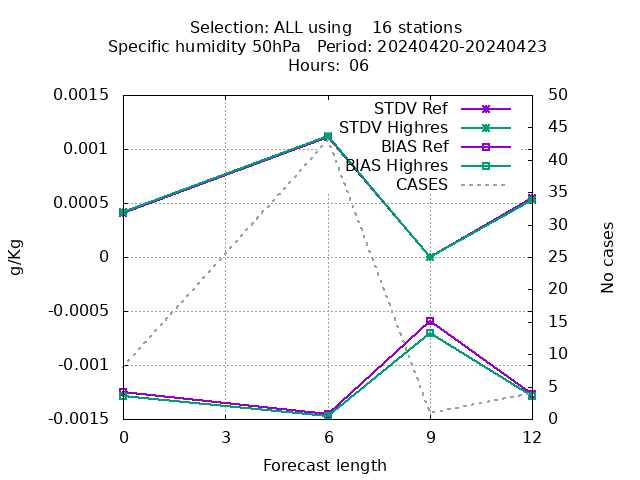 Selection: ALL using    16 stations
Specific humidity 50hPa   Period: 20240420-20240423
Hours: 06
0.0015
0.001
0.0005
0
-0.0005
-0.001
-0.0015
g/Kg
STDV Ref
STDV Highres
BIAS Ref
BIAS Highres
CASES
50
45
40
35
30
25
20
15
10
5
0
No cases
0 3 6 9 12
Forecast length